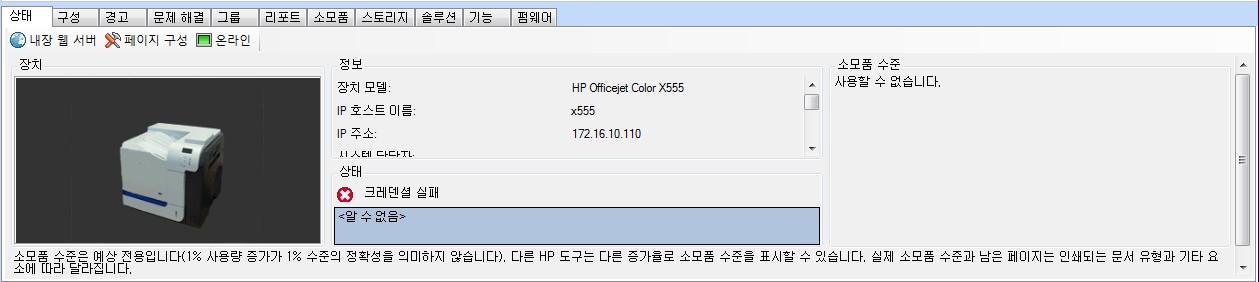 상태 구성 경고 문제 해결 그룹 리포트 소모품 스토리지 솔루션 기능 펌웨어
내장 웹 서버 페이지 구성 온라인
장치
정보
장치 모델: HP Officejet Color X555
IP 호스트 이름: x555
IP 주소: 172.16.10.110
시스템 담당자:
상태
크레덴셜 실패
<알 수 없음>
소모품 수준
사용할 수 없습니다.
소모품 수준은 예상 전용입니다(1% 사용량 증가가 1% 수준의 정확성을 의미하지 않습니다). 다른 HP 도구는 다른 증가율로 소모품 수준을 표시할 수 있습니다. 실제 소모품 수준과 남은 페이지는 인쇄되는 문서 유형과 기타 요
소에 따라 달라집니다.